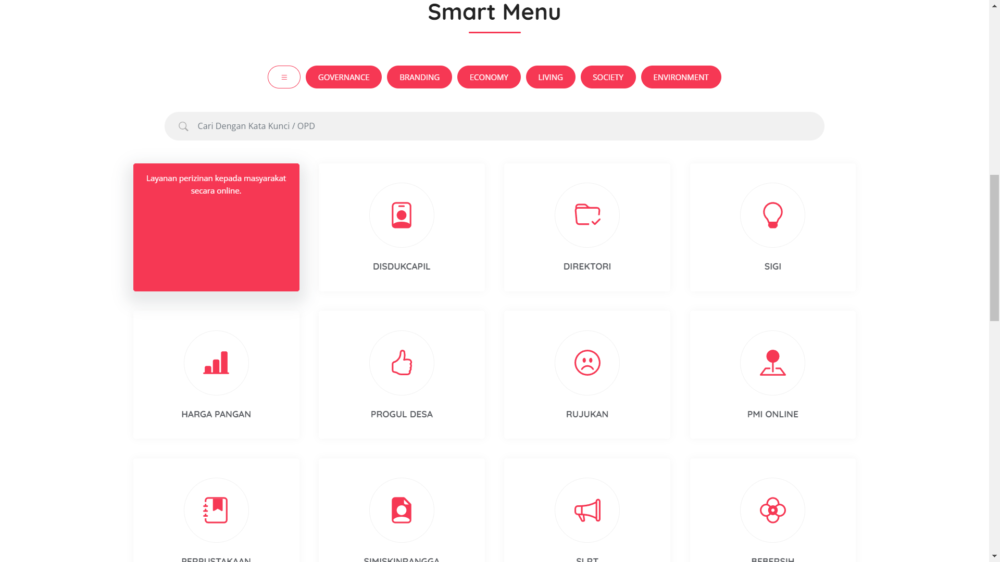 Smart Menu
GOVERNANCE
BRANDING
ECONOMY
LIVING
SOCIETY
ENVIRONMENT
Cari Dengan Kata Kunci / OPD
Layanan perizinan kepada masyarakat
secara online.
DISDUKCAPIL
DIREKTORI
SIGI
HARGA PANGAN
PROGUL DESA
RUJUKAN
PMI ONLINE
PERPUSTAKAAN
SIMISKINRANGGA
SLRT
BEBERSIH